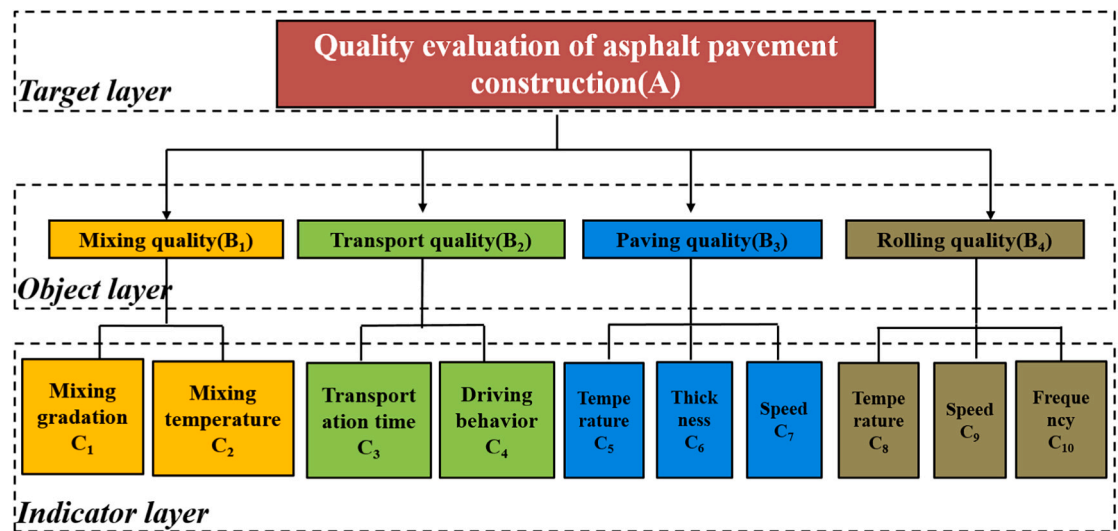 Quality evaluation of asphalt pavement
construction(A)
Target layer
Mixing quality(B₁)
Transport quality(B₂)
Paving quality(B₃)
Rolling quality(B₄)
Object layer
Mixing
gradation
C₁
Mixing
temperature
C₂
Transport
ation time
C₃
Driving
behavior
C₄
Tempe
rature
C₅
Thick
ness
C₆
Speed
C₇
Tempe
rature
C₈
Speed
C₉
Freque
ncy
C₁₀
Indicator layer